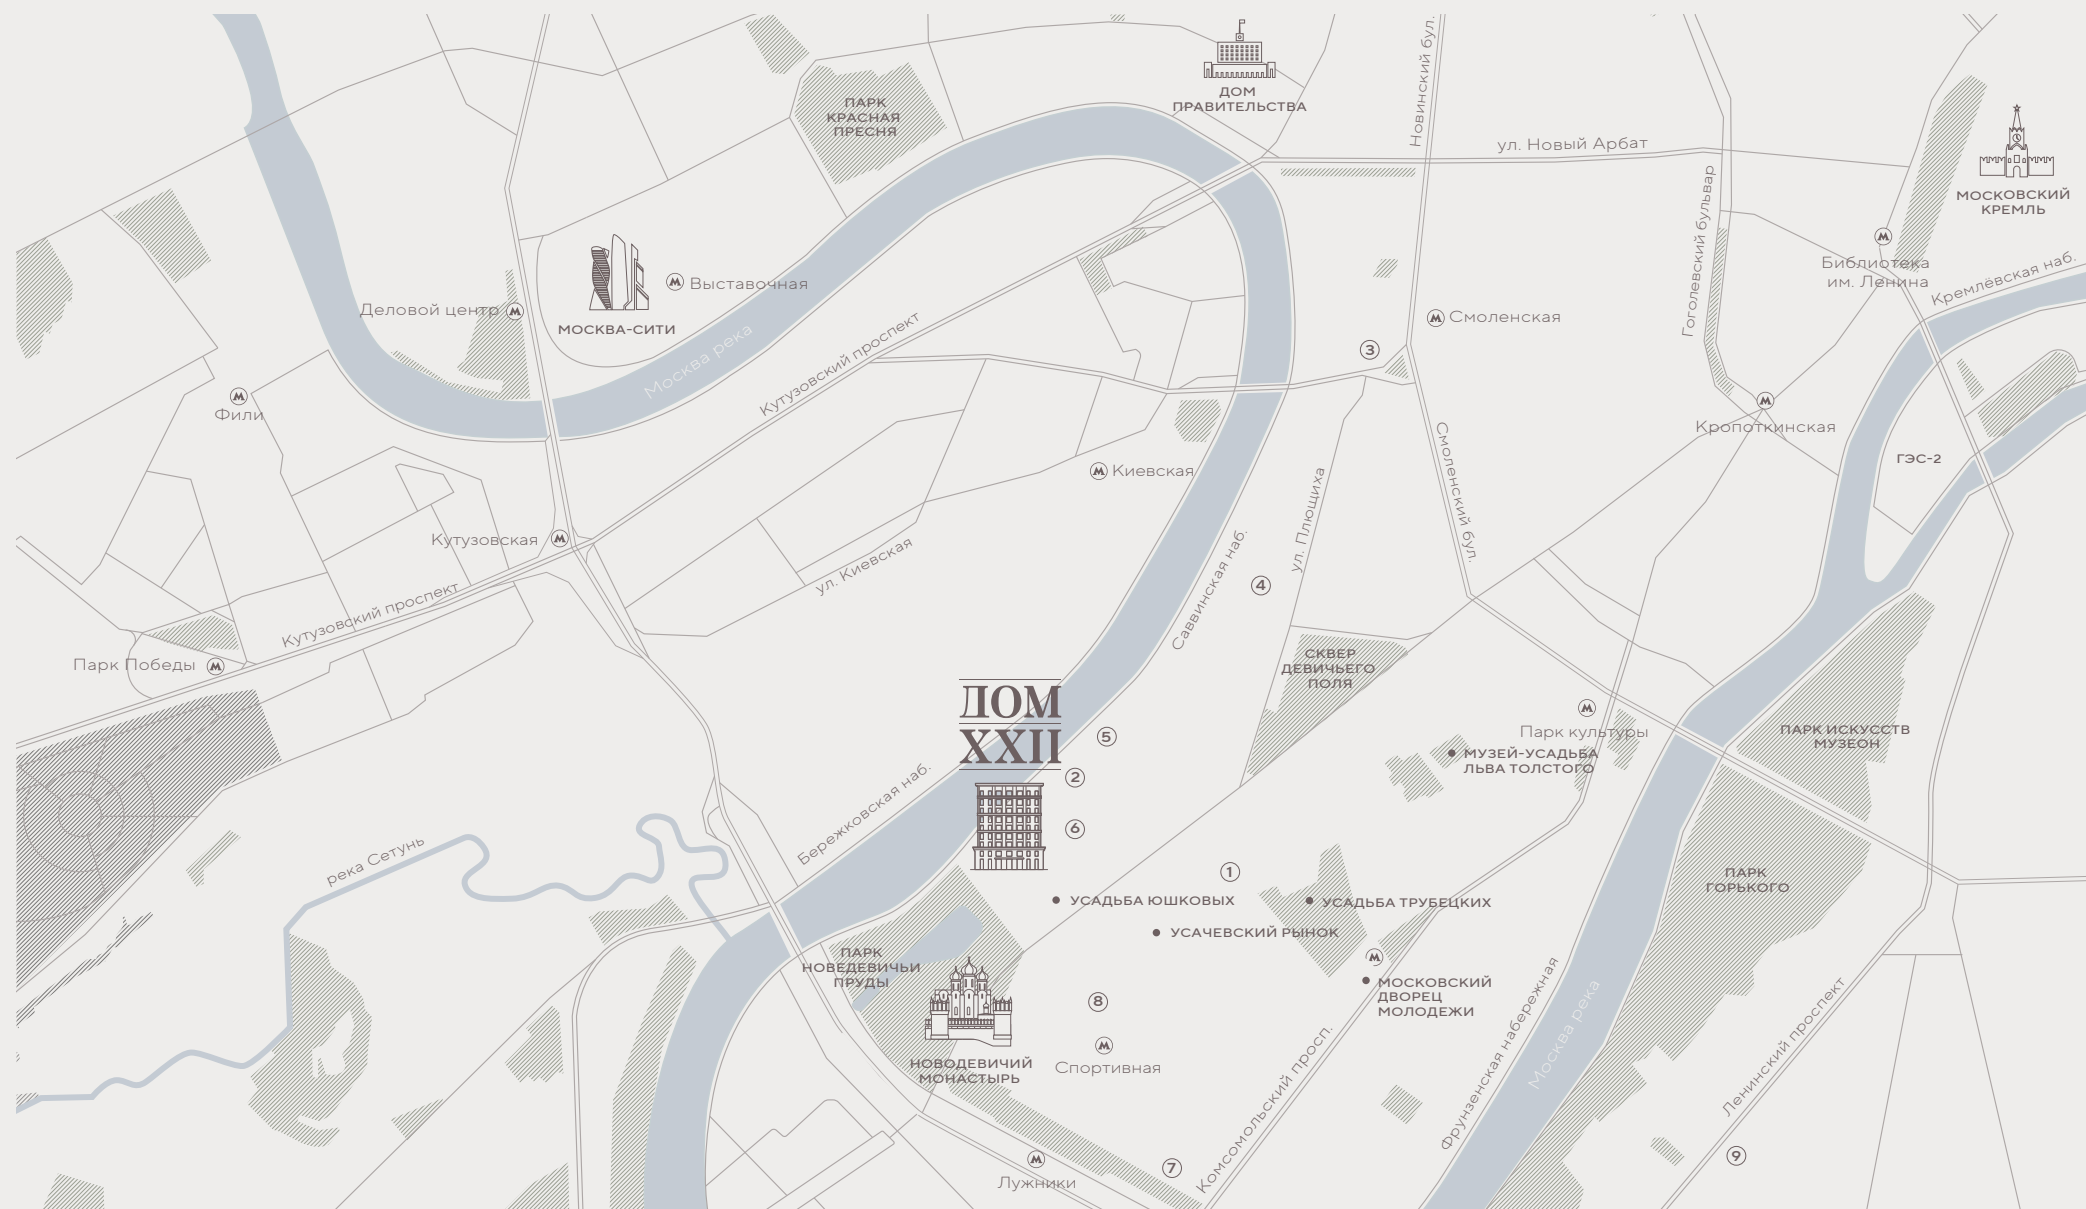 ДОМ
ПРАВИТЕЛЬСТВА
Новинский бул.
ПАРК
КРАСНАЯ
ПРЕСНЯ
ул. Новый Арбат
МОСКОВСКИЙ
КРЕМЛЬ
Гоголевский бульвар
М
Библиотека
им. Ленина
Кремлёвская наб.
М Выставочная
Деловой центр М
МОСКВА-СИТИ
Москва река
Кутузовский проспект
М Смоленская
3
М
Фили
М
Кропоткинская
ГЭС-2
М Киевская
Смоленский бул.
ул. Плющиха
Кутузовская М
ул. Киевская
Саввинская наб.
4
Кутузовский проспект
Парк Победы М
СКВЕР
ДЕВИЧЬЕГО
ПОЛЯ
ДОМ
XXII
5
2
6
М
Парк культуры
МУЗЕЙ-УСАДЬБА
ЛЬВА ТОЛСТОГО
ПАРК ИСКУССТВ
МУЗЕОН
Бережковская наб.
река Сетунь
1
ПАРК
ГОРЬКОГО
УСАДЬБА ЮШКОВЫХ
УСАДЬБА ТРУБЕЦКИХ
УСАЧЕВСКИЙ РЫНОК
ПАРК
НОВЕДЕВИЧЬИ
ПРУДЫ
М
МОСКОВСКИЙ
ДВОРЕЦ
МОЛОДЕЖИ
8
М
Спортивная
НОВОДЕВИЧИЙ
МОНАСТЫРЬ
Фрунзенская набережная
Москва река
Ленинский проспект
Комсомольский просп.
М
Лужники
7
9